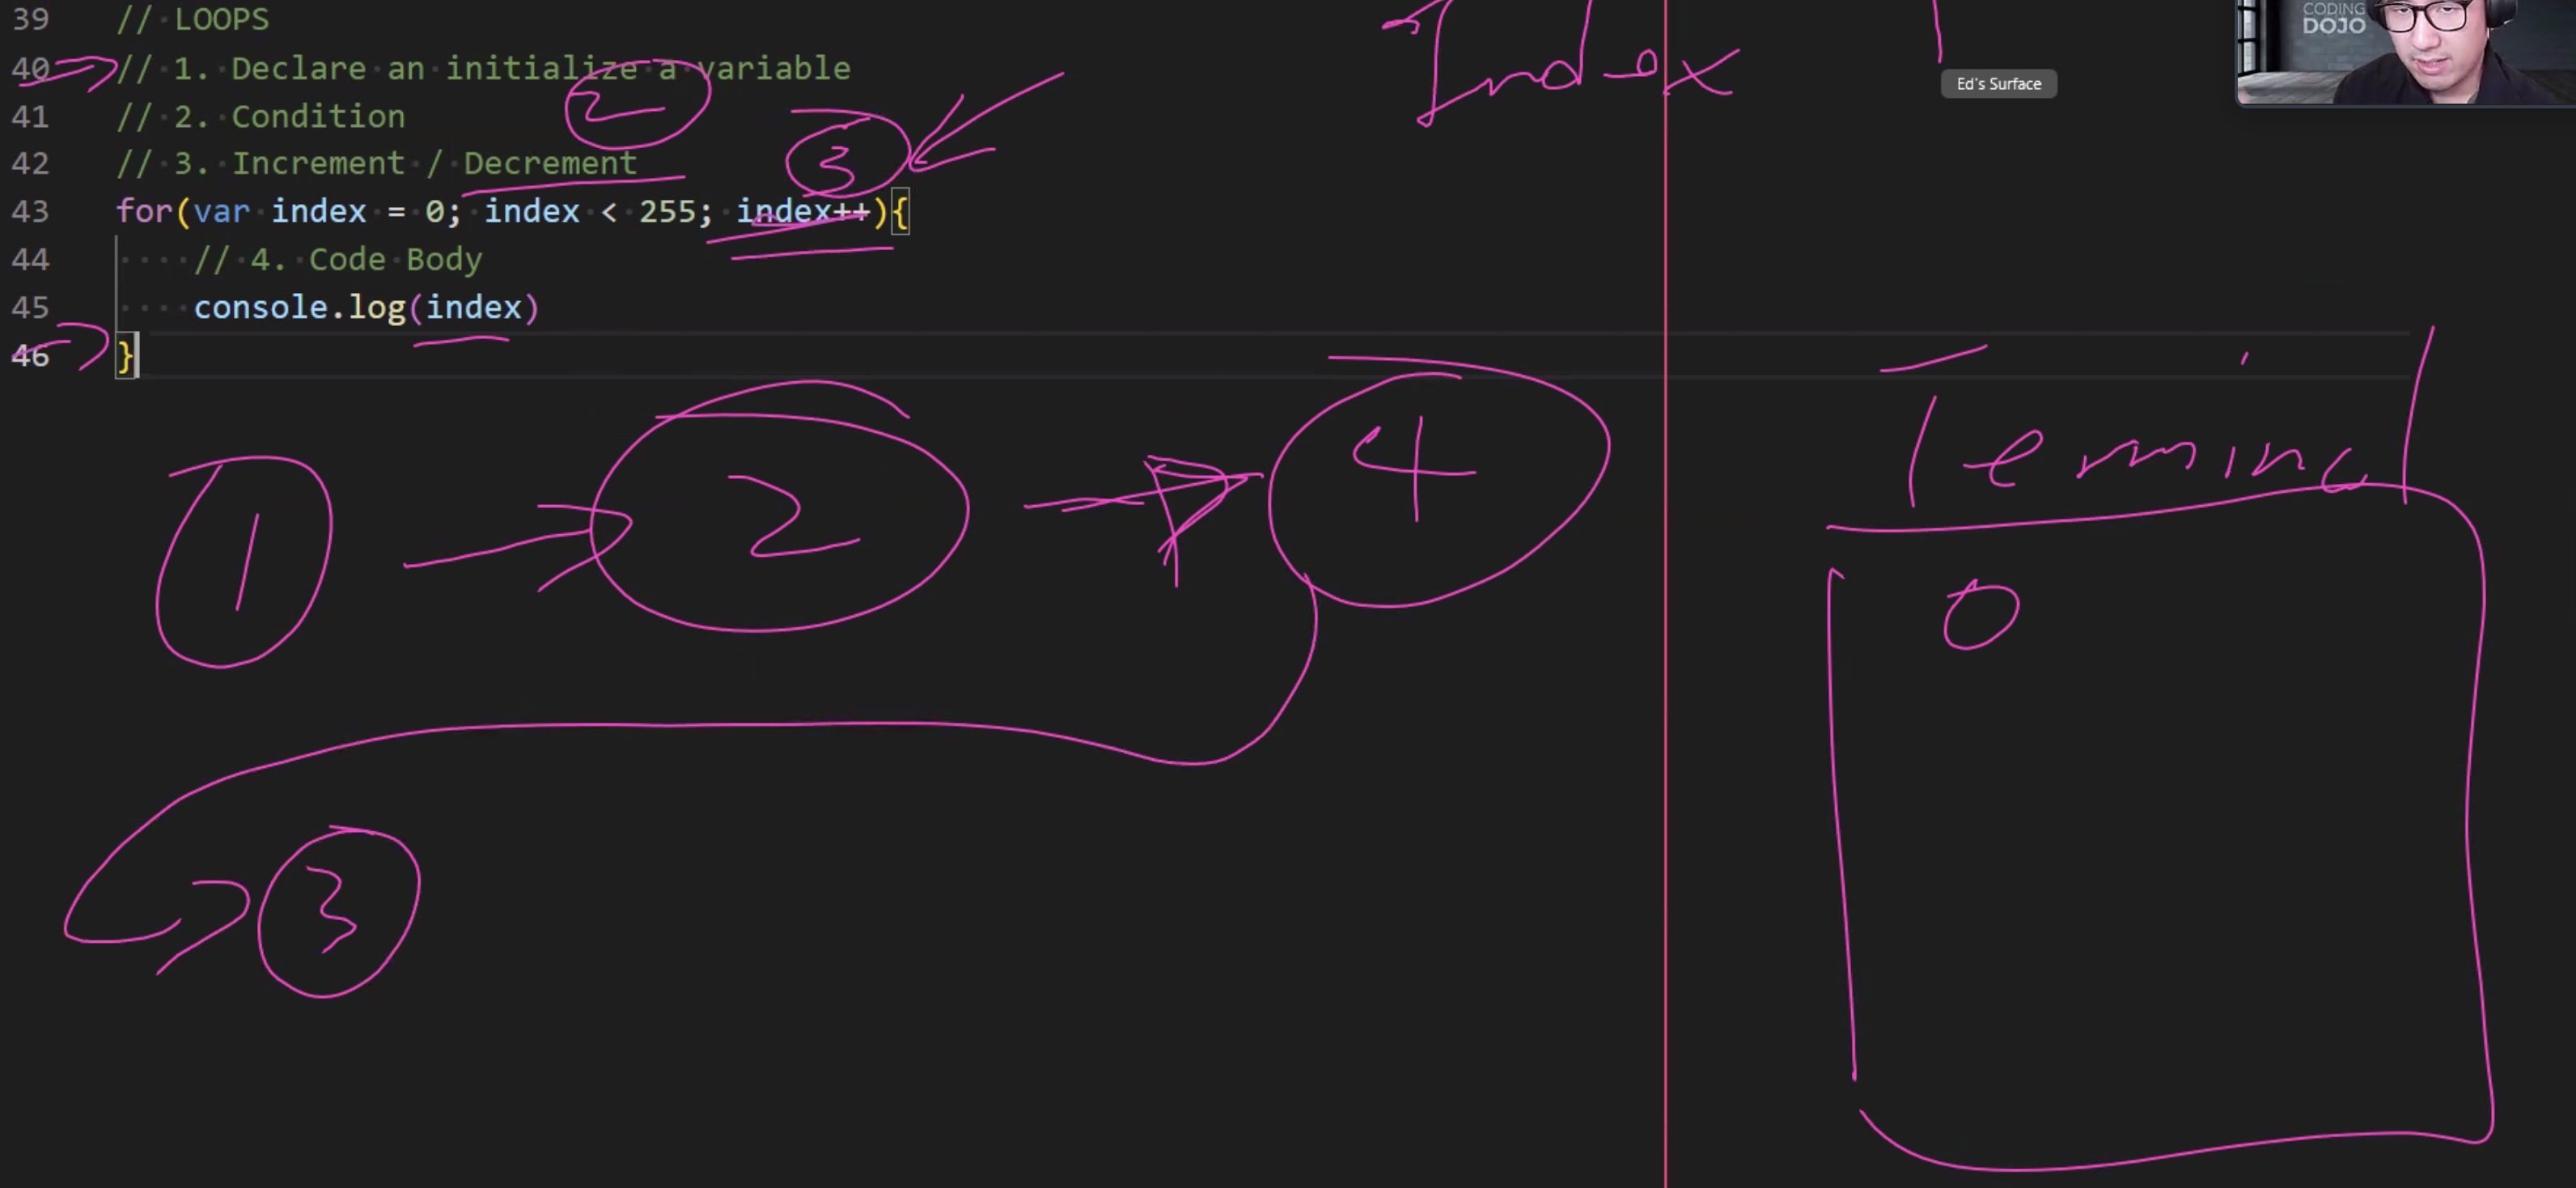 39 // LOOPS
40 // 1. Declare an initialize a variable
41 // 2. Condition
42 // 3. Increment / Decrement
43 for(var index = 0; index < 255; index++){
44 // 4. Code Body
45 console.log(index)
46 }
2
3
Index
CODING
DOJO
Ed's Surface
1
2
4
3
Terminal
0